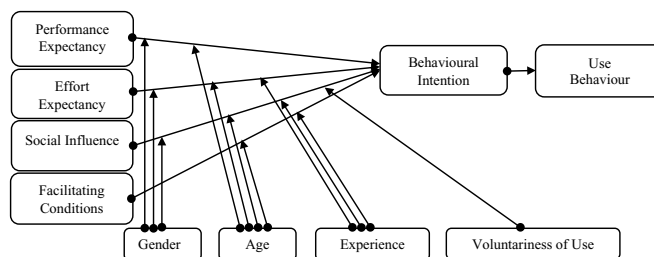 Performance
Expectancy
Effort
Expectancy
Social Influence
Facilitating
Conditions
Behavioural
Intention
Use
Behaviour
Gender
Age
Experience
Voluntariness of Use